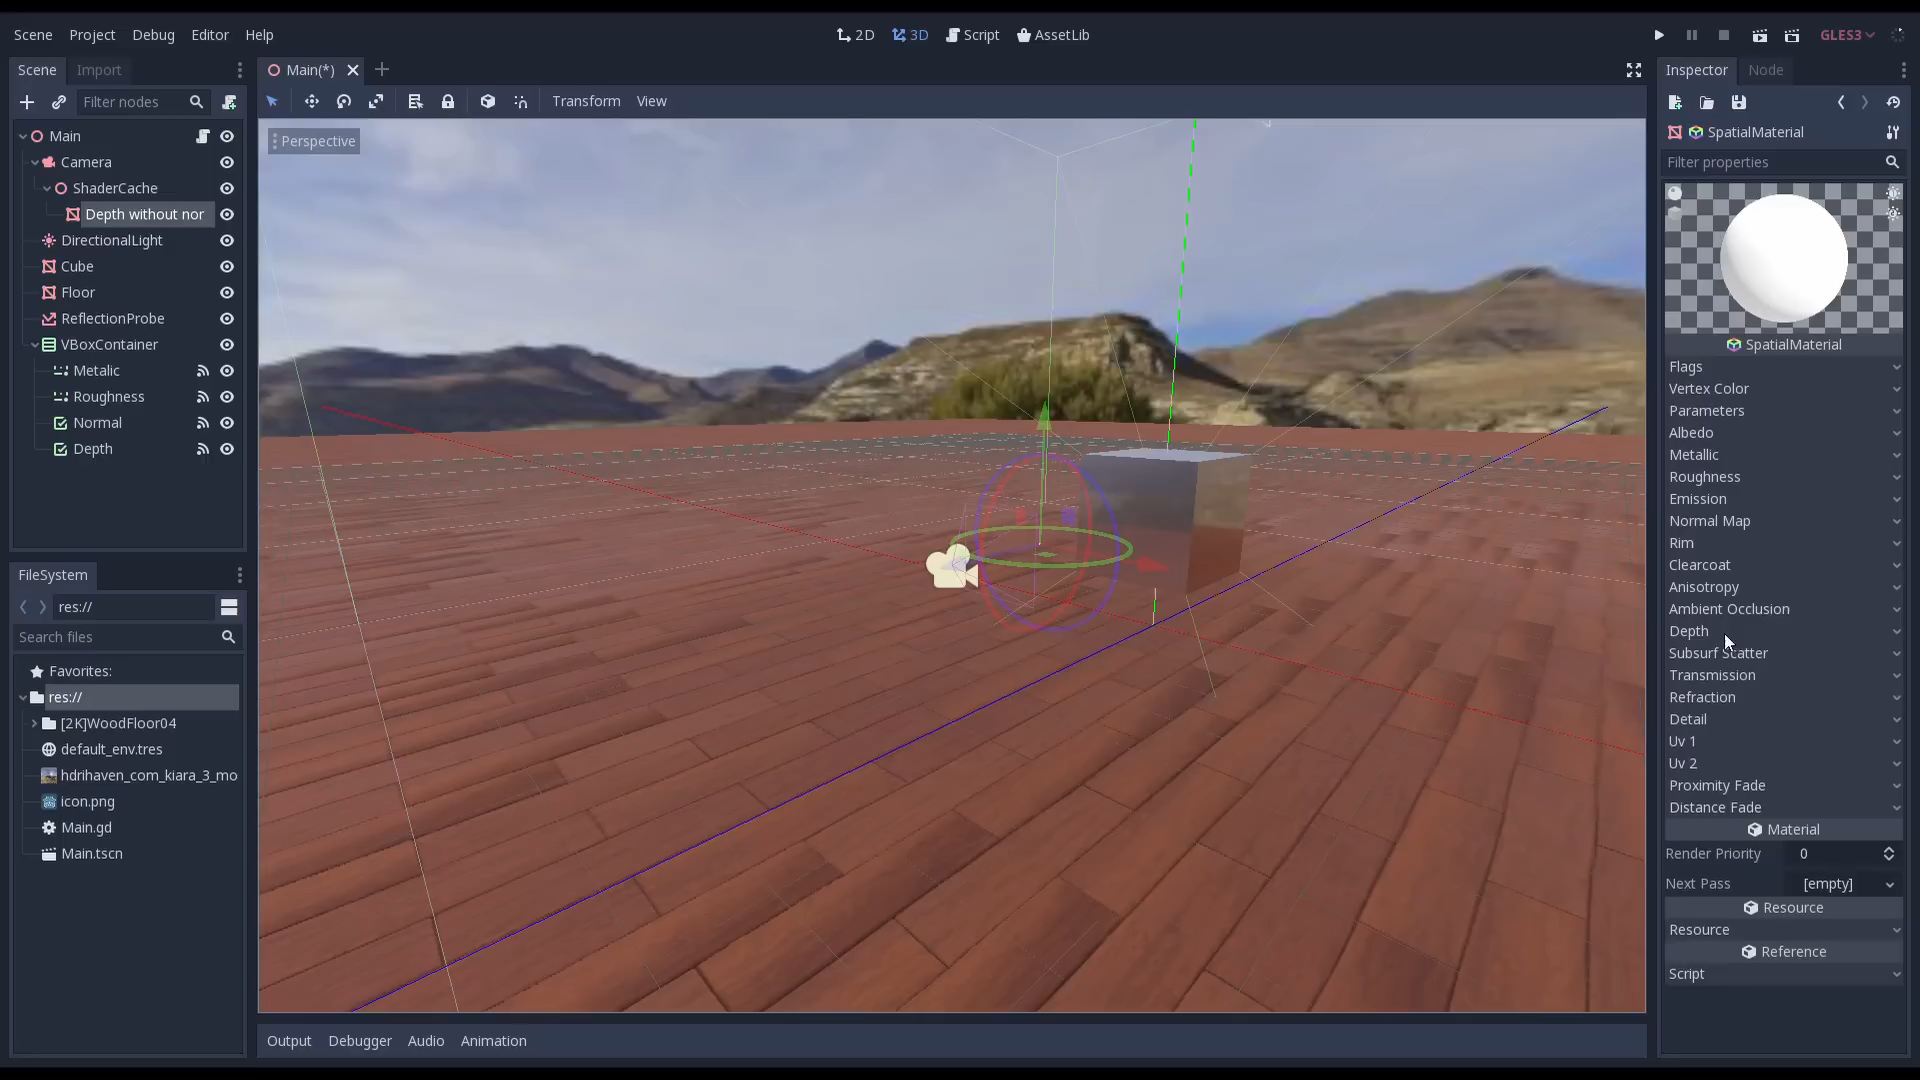 Scene Project Debug Editor Help 2D 3D Script AssetLib GLES3
Scene Import
Main(*)
Inspector Node
Filter nodes
Transform View
Main
Camera
ShaderCache
Depth without nor
DirectionalLight
Cube
Floor
ReflectionProbe
VBoxContainer
Metalic
Roughness
Normal
Depth
FileSystem
res://
Search files
Favorites:
res://
[2K]WoodFloor04
default_env.tres
hdrihaven_com_kiara_3_mo
icon.png
Main.gd
Main.tscn
Perspective
Output Debugger Audio Animation
SpatialMaterial
Filter properties
SpatialMaterial
Flags
Vertex Color
Parameters
Albedo
Metallic
Roughness
Emission
Normal Map
Rim
Clearcoat
Anisotropy
Ambient Occlusion
Depth
Subsurf Scatter
Transmission
Refraction
Detail
Uv 1
Uv 2
Proximity Fade
Distance Fade
Material
Render Priority 0
Next Pass [empty]
Resource
Resource
Reference
Script